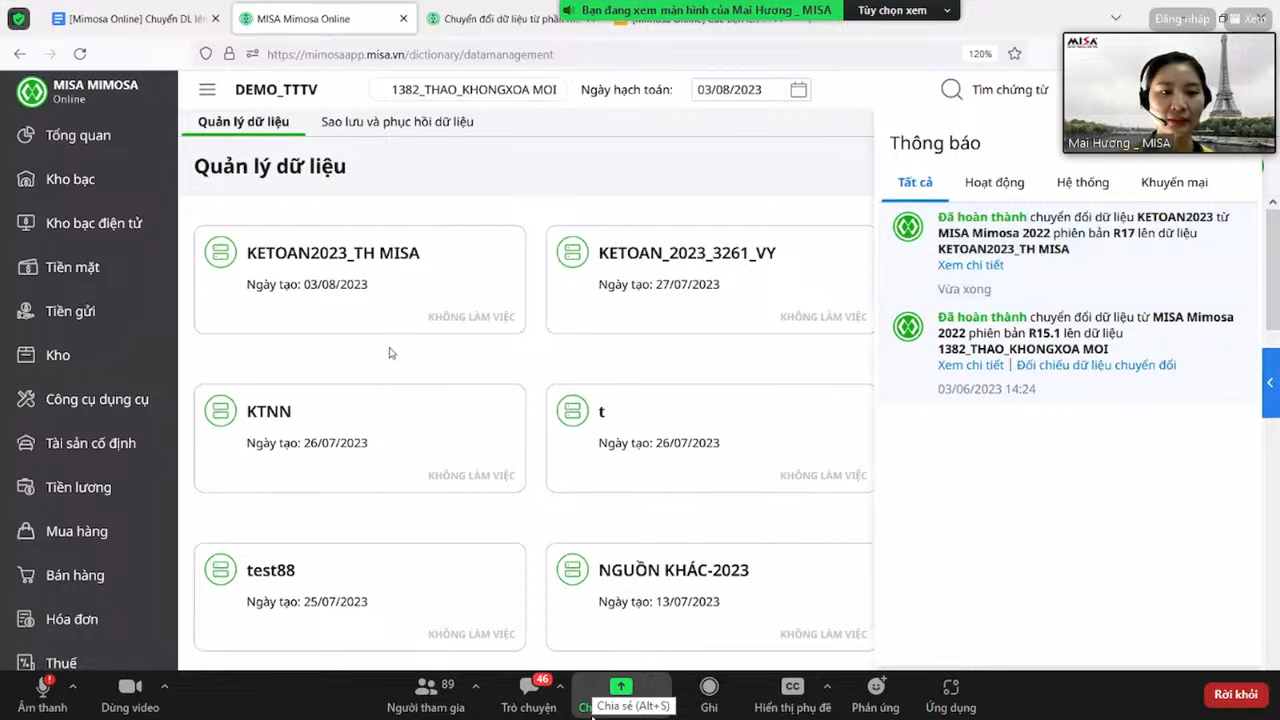 [Mimosa Online] Chuyển DL lên
MISA Mimosa Online
Chuyển đổi dữ liệu từ phần m
Bạn đang xem màn hình của Mai Hương _ MISA
Tùy chọn xem
Đăng nhập
Xem
https://mimosaapp.misa.vn/dictionary/datamanagement
120%
MISA MIMOSA
Online
DEMO_TTTV
1382_THAO_KHONGXOA MOI
Ngày hạch toán:
03/08/2023
Tìm chứng từ
MISA
Mai Hương _ MISA
Tổng quan
Kho bạc
Kho bạc điện tử
Tiền mặt
Tiền gửi
Kho
Công cụ dụng cụ
Tài sản cố định
Tiền lương
Mua hàng
Bán hàng
Hóa đơn
Thuế
Quản lý dữ liệu
Sao lưu và phục hồi dữ liệu
Quản lý dữ liệu
KETOAN2023_TH MISA
Ngày tạo: 03/08/2023
KHÔNG LÀM VIỆC
KETOAN_2023_3261_VY
Ngày tạo: 27/07/2023
KHÔNG LÀM VIỆC
KTNN
Ngày tạo: 26/07/2023
KHÔNG LÀM VIỆC
t
Ngày tạo: 26/07/2023
KHÔNG LÀM VIỆC
test88
Ngày tạo: 25/07/2023
KHÔNG LÀM VIỆC
NGUỒN KHÁC-2023
Ngày tạo: 13/07/2023
KHÔNG LÀM VIỆC
Thông báo
Tất cả
Hoạt động
Hệ thống
Khuyến mại
Đã hoàn thành chuyển đổi dữ liệu KETOAN2023 từ
MISA Mimosa 2022 phiên bản R17 lên dữ liệu
KETOAN2023_TH MISA
Xem chi tiết
Vừa xong
Đã hoàn thành chuyển đổi dữ liệu từ MISA Mimosa
2022 phiên bản R15.1 lên dữ liệu
1382_THAO_KHONGXOA MOI
Xem chi tiết | Đối chiếu dữ liệu chuyển đổi
03/06/2023 14:24
Âm thanh
Dừng video
89
Người tham gia
46
Trò chuyện
Ch
Chia sẻ (Alt+S)
Ghi
CC
Hiển thị phụ đề
Phản ứng
Ứng dụng
Rời khỏi